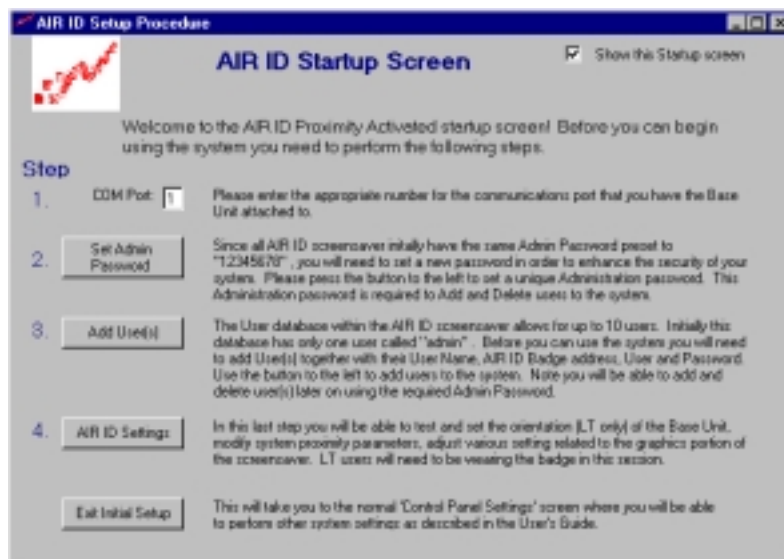 AIR ID Setup Procedure
AIR ID Startup Screen
Show this Startup screen
Welcome to the AIR ID Proximity Activated startup screen! Before you can begin
using the system you need to perform the following steps.
Step
1.
COM Port: 1
Please enter the appropriate number for the communications port that you have the Base
Unit attached to.
2.
Set Admin
Password
Since all AIR ID screensaver initally have the same Admin Password preset to
"12345678" , you will need to set a new password in order to enhance the security of your
system. Please press the button to the left to set a unique Administration password. This
Administration password is required to Add and Delete users to the system.
3.
Add User(s)
The User database within the AIR ID screensaver allows for up to 10 users. Initially this
database has only one user called "admin" . Before you can use the system you will need
to add User(s) together with their User Name, AIR ID Badge address, User and Password.
Use the button to the left to add users to the system. Note you will be able to add and
delete user(s) later on using the required Admin Password.
4.
AIR ID Settings
In this last step you will be able to test and set the orientation (LT only) of the Base Unit,
modify system proximity parameters, adjust various setting related to the graphics portion of
the screensaver. LT users will need to be wearing the badge in this session.
Exit Initial Setup
This will take you to the normal 'Control Panel Settings' screen where you will be able
to perform other system settings as described in the User's Guide.